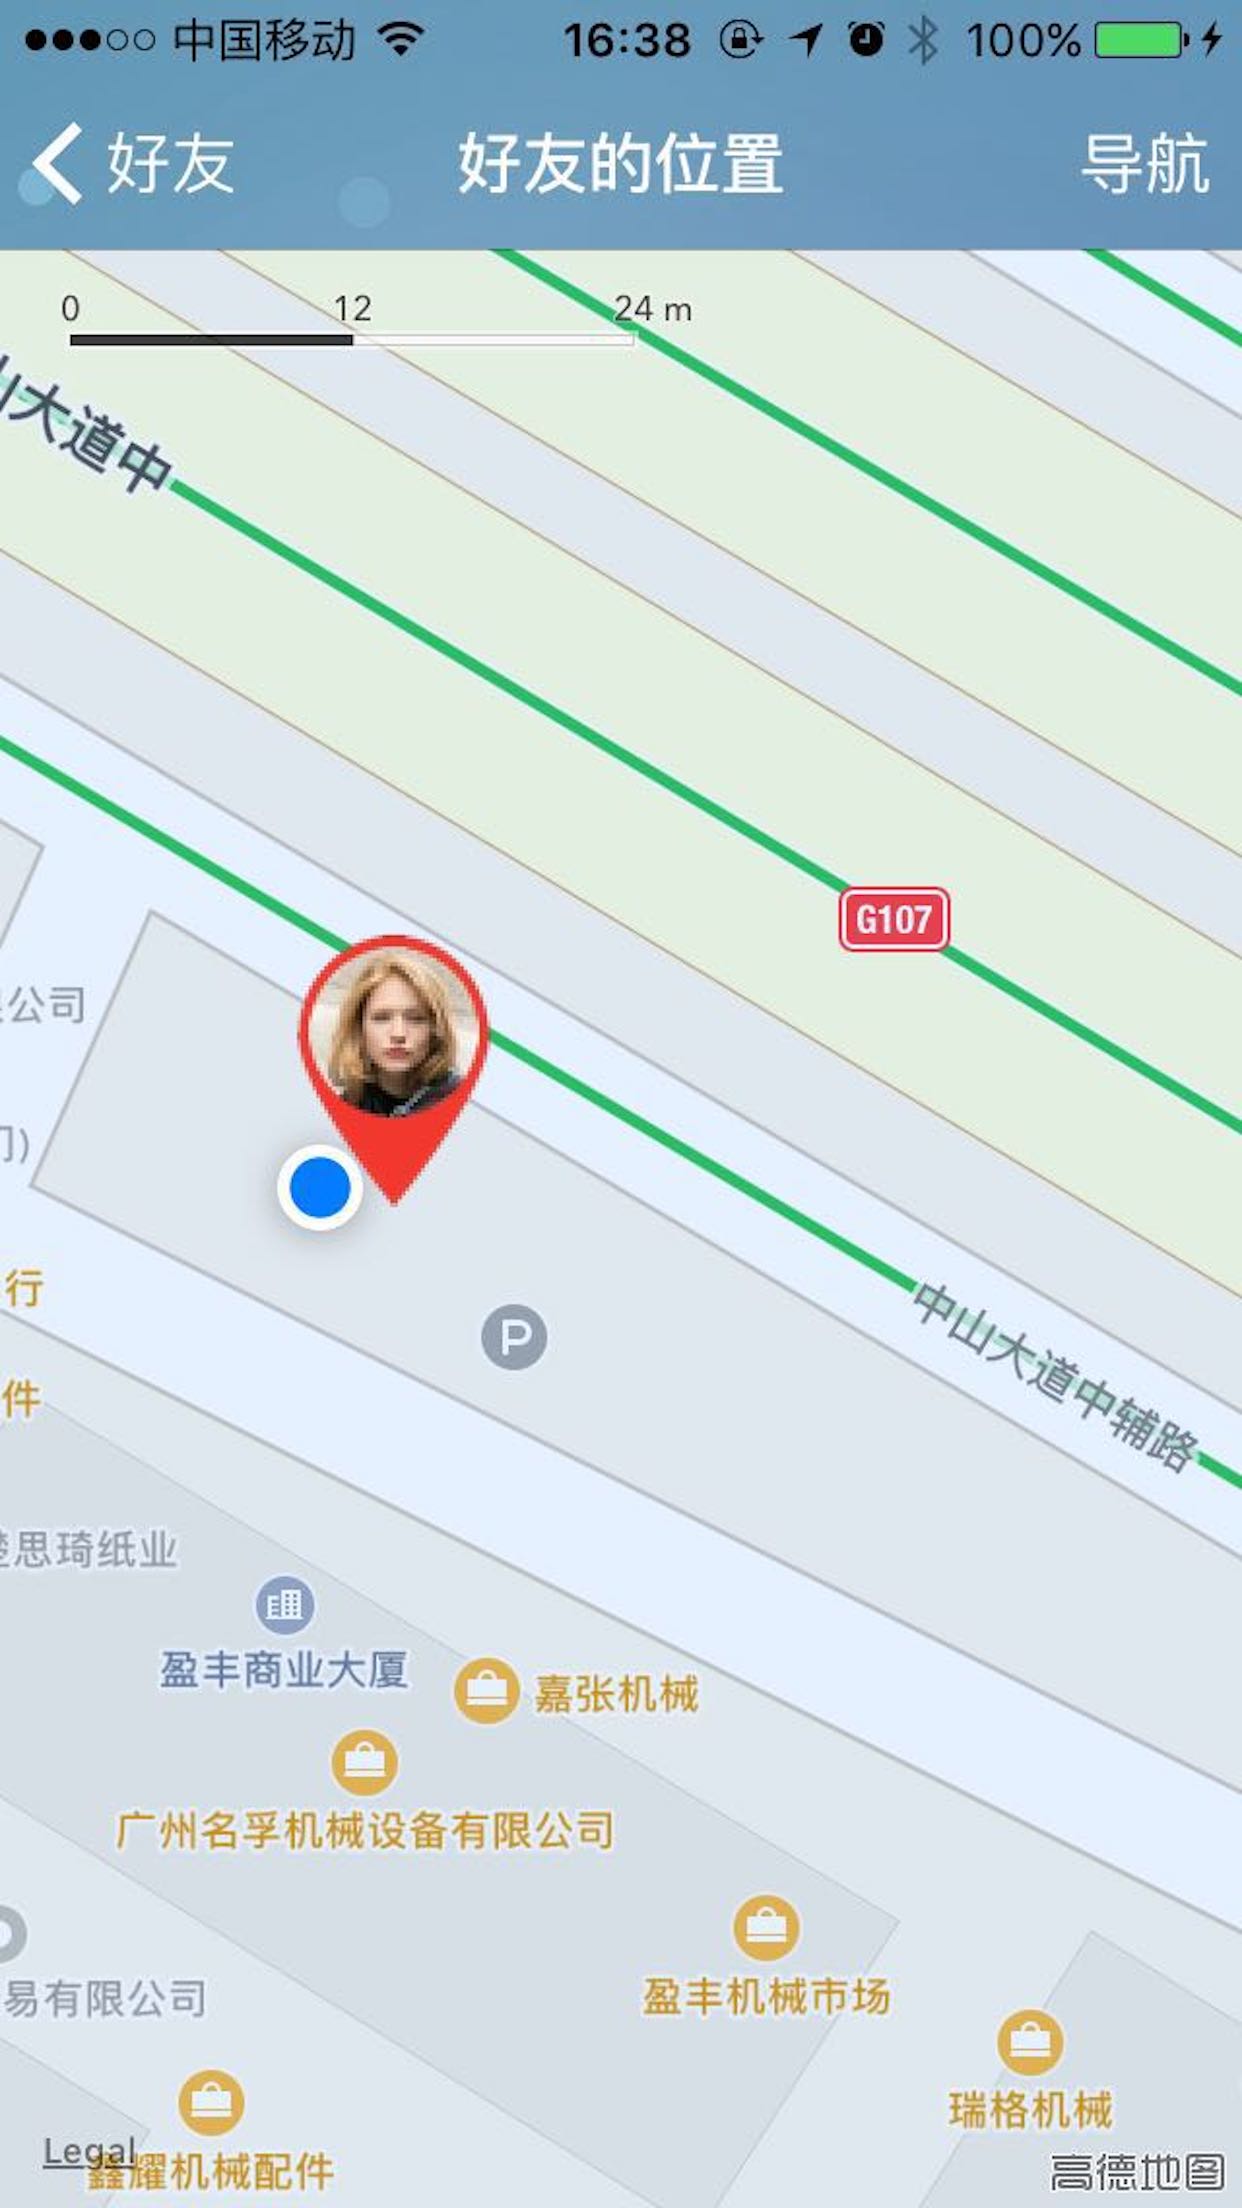 中国移动
16:38
100%
好友
好友的位置
导航
0
12
24 m
山大道中
G107
公司
门)
行
件
中山大道中辅路
思琦纸业
盈丰商业大厦
嘉张机械
广州名孚机械设备有限公司
盈丰机械市场
易有限公司
瑞格机械
Legal
鑫耀机械配件
高德地图